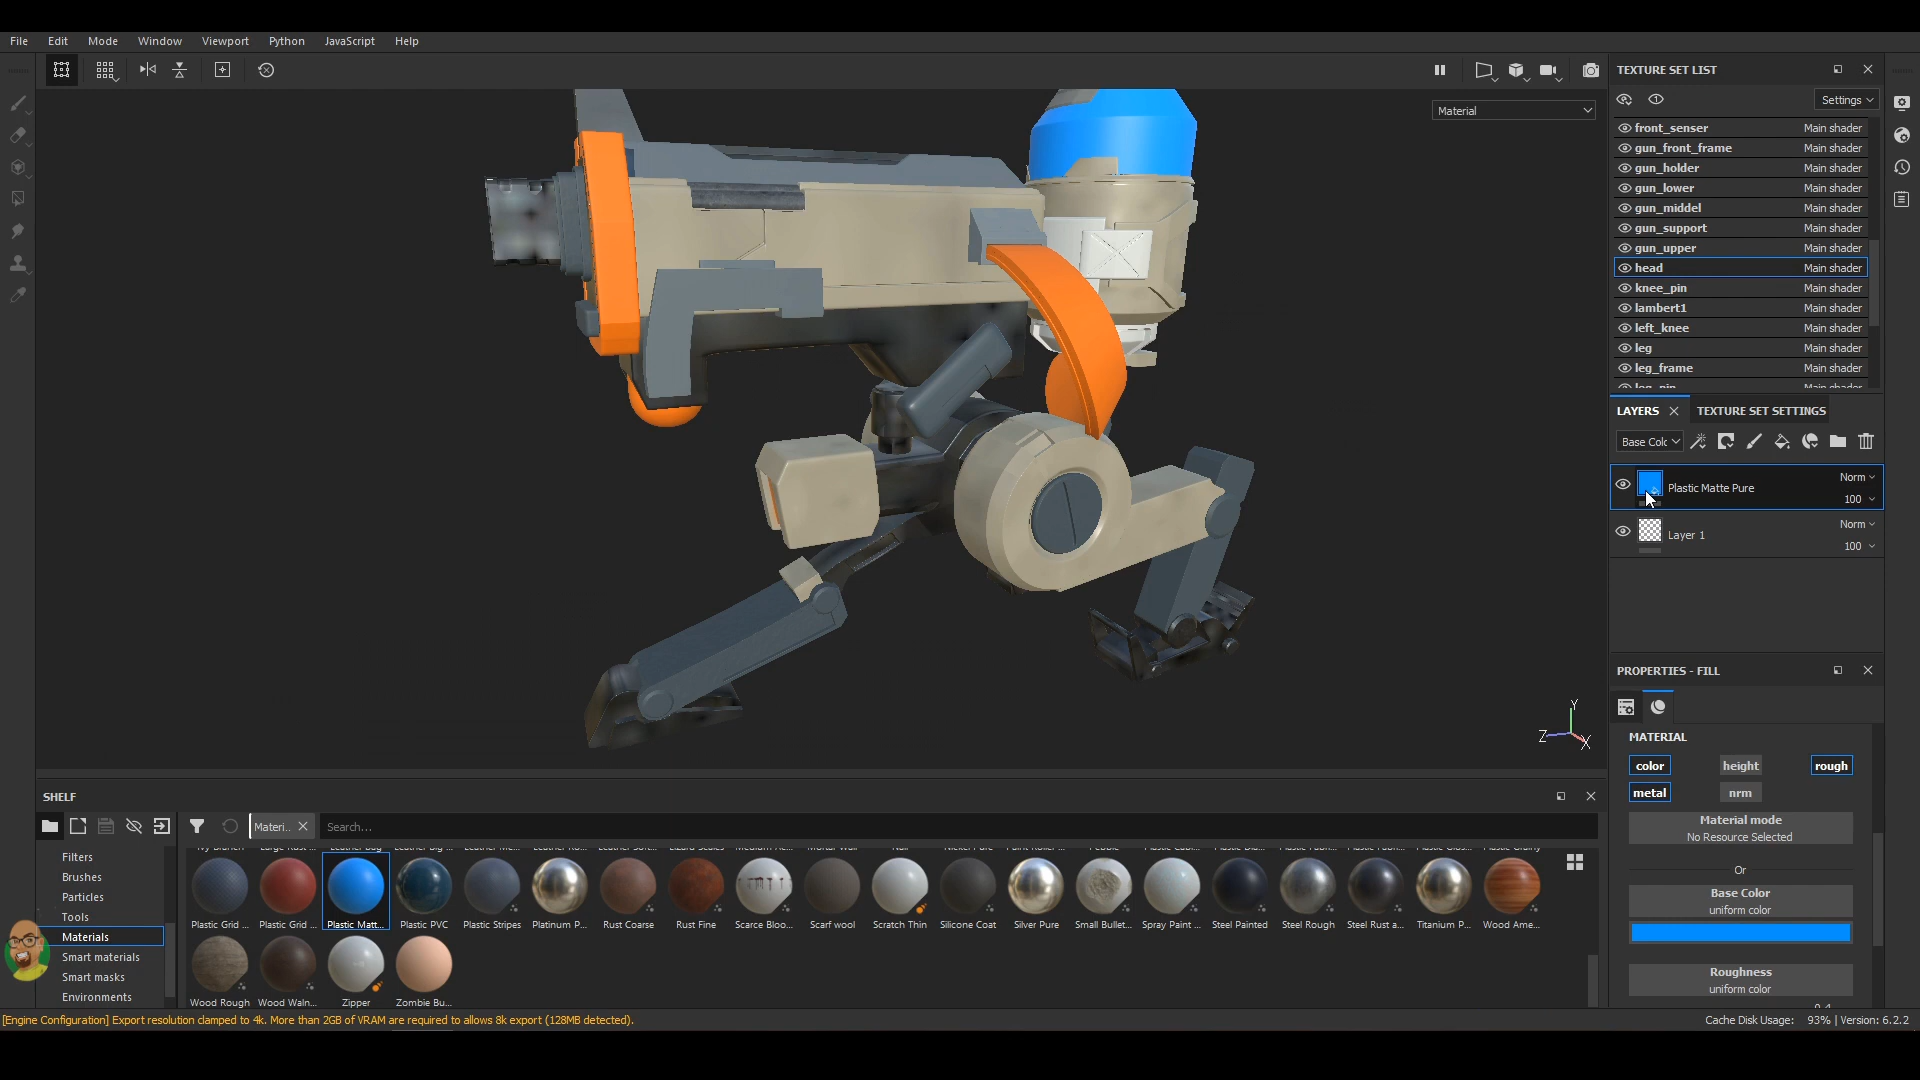 File Edit Mode Window Viewport Python JavaScript Help
Material
TEXTURE SET LIST
Settings
front_senser Main shader
gun_front_frame Main shader
gun_holder Main shader
gun_lower Main shader
gun_middel Main shader
gun_support Main shader
gun_upper Main shader
head Main shader
knee_pin Main shader
lambert1 Main shader
left_knee Main shader
leg Main shader
leg_frame Main shader
leg_pin Main shader
LAYERS TEXTURE SET SETTINGS
Base Colc
Norm
Plastic Matte Pure
100
Norm
Layer 1
100
PROPERTIES - FILL
MATERIAL
color height rough
metal nrm
Material mode
No Resource Selected
Or
Base Color
uniform color
Roughness
uniform color
Y
Z X
SHELF
Materi... Search...
Filters
Brushes
Particles
Tools
Materials
Smart materials
Smart masks
Environments
Plastic Grid ... Plastic Grid ... Plastic Matt... Plastic PVC Plastic Stripes Platinum P... Rust Coarse Rust Fine Scarce Bloo... Scarf wool Scratch Thin Silicone Coat Silver Pure Small Bullet... Spray Paint ... Steel Painted Steel Rough Steel Rust a... Titanium P... Wood Ame...
Wood Rough Wood Waln... Zipper Zombie Bu...
[Engine Configuration] Export resolution clamped to 4k. More than 2GB of VRAM are required to allows 8k export (128MB detected).
Cache Disk Usage: 93% | Version: 6.2.2